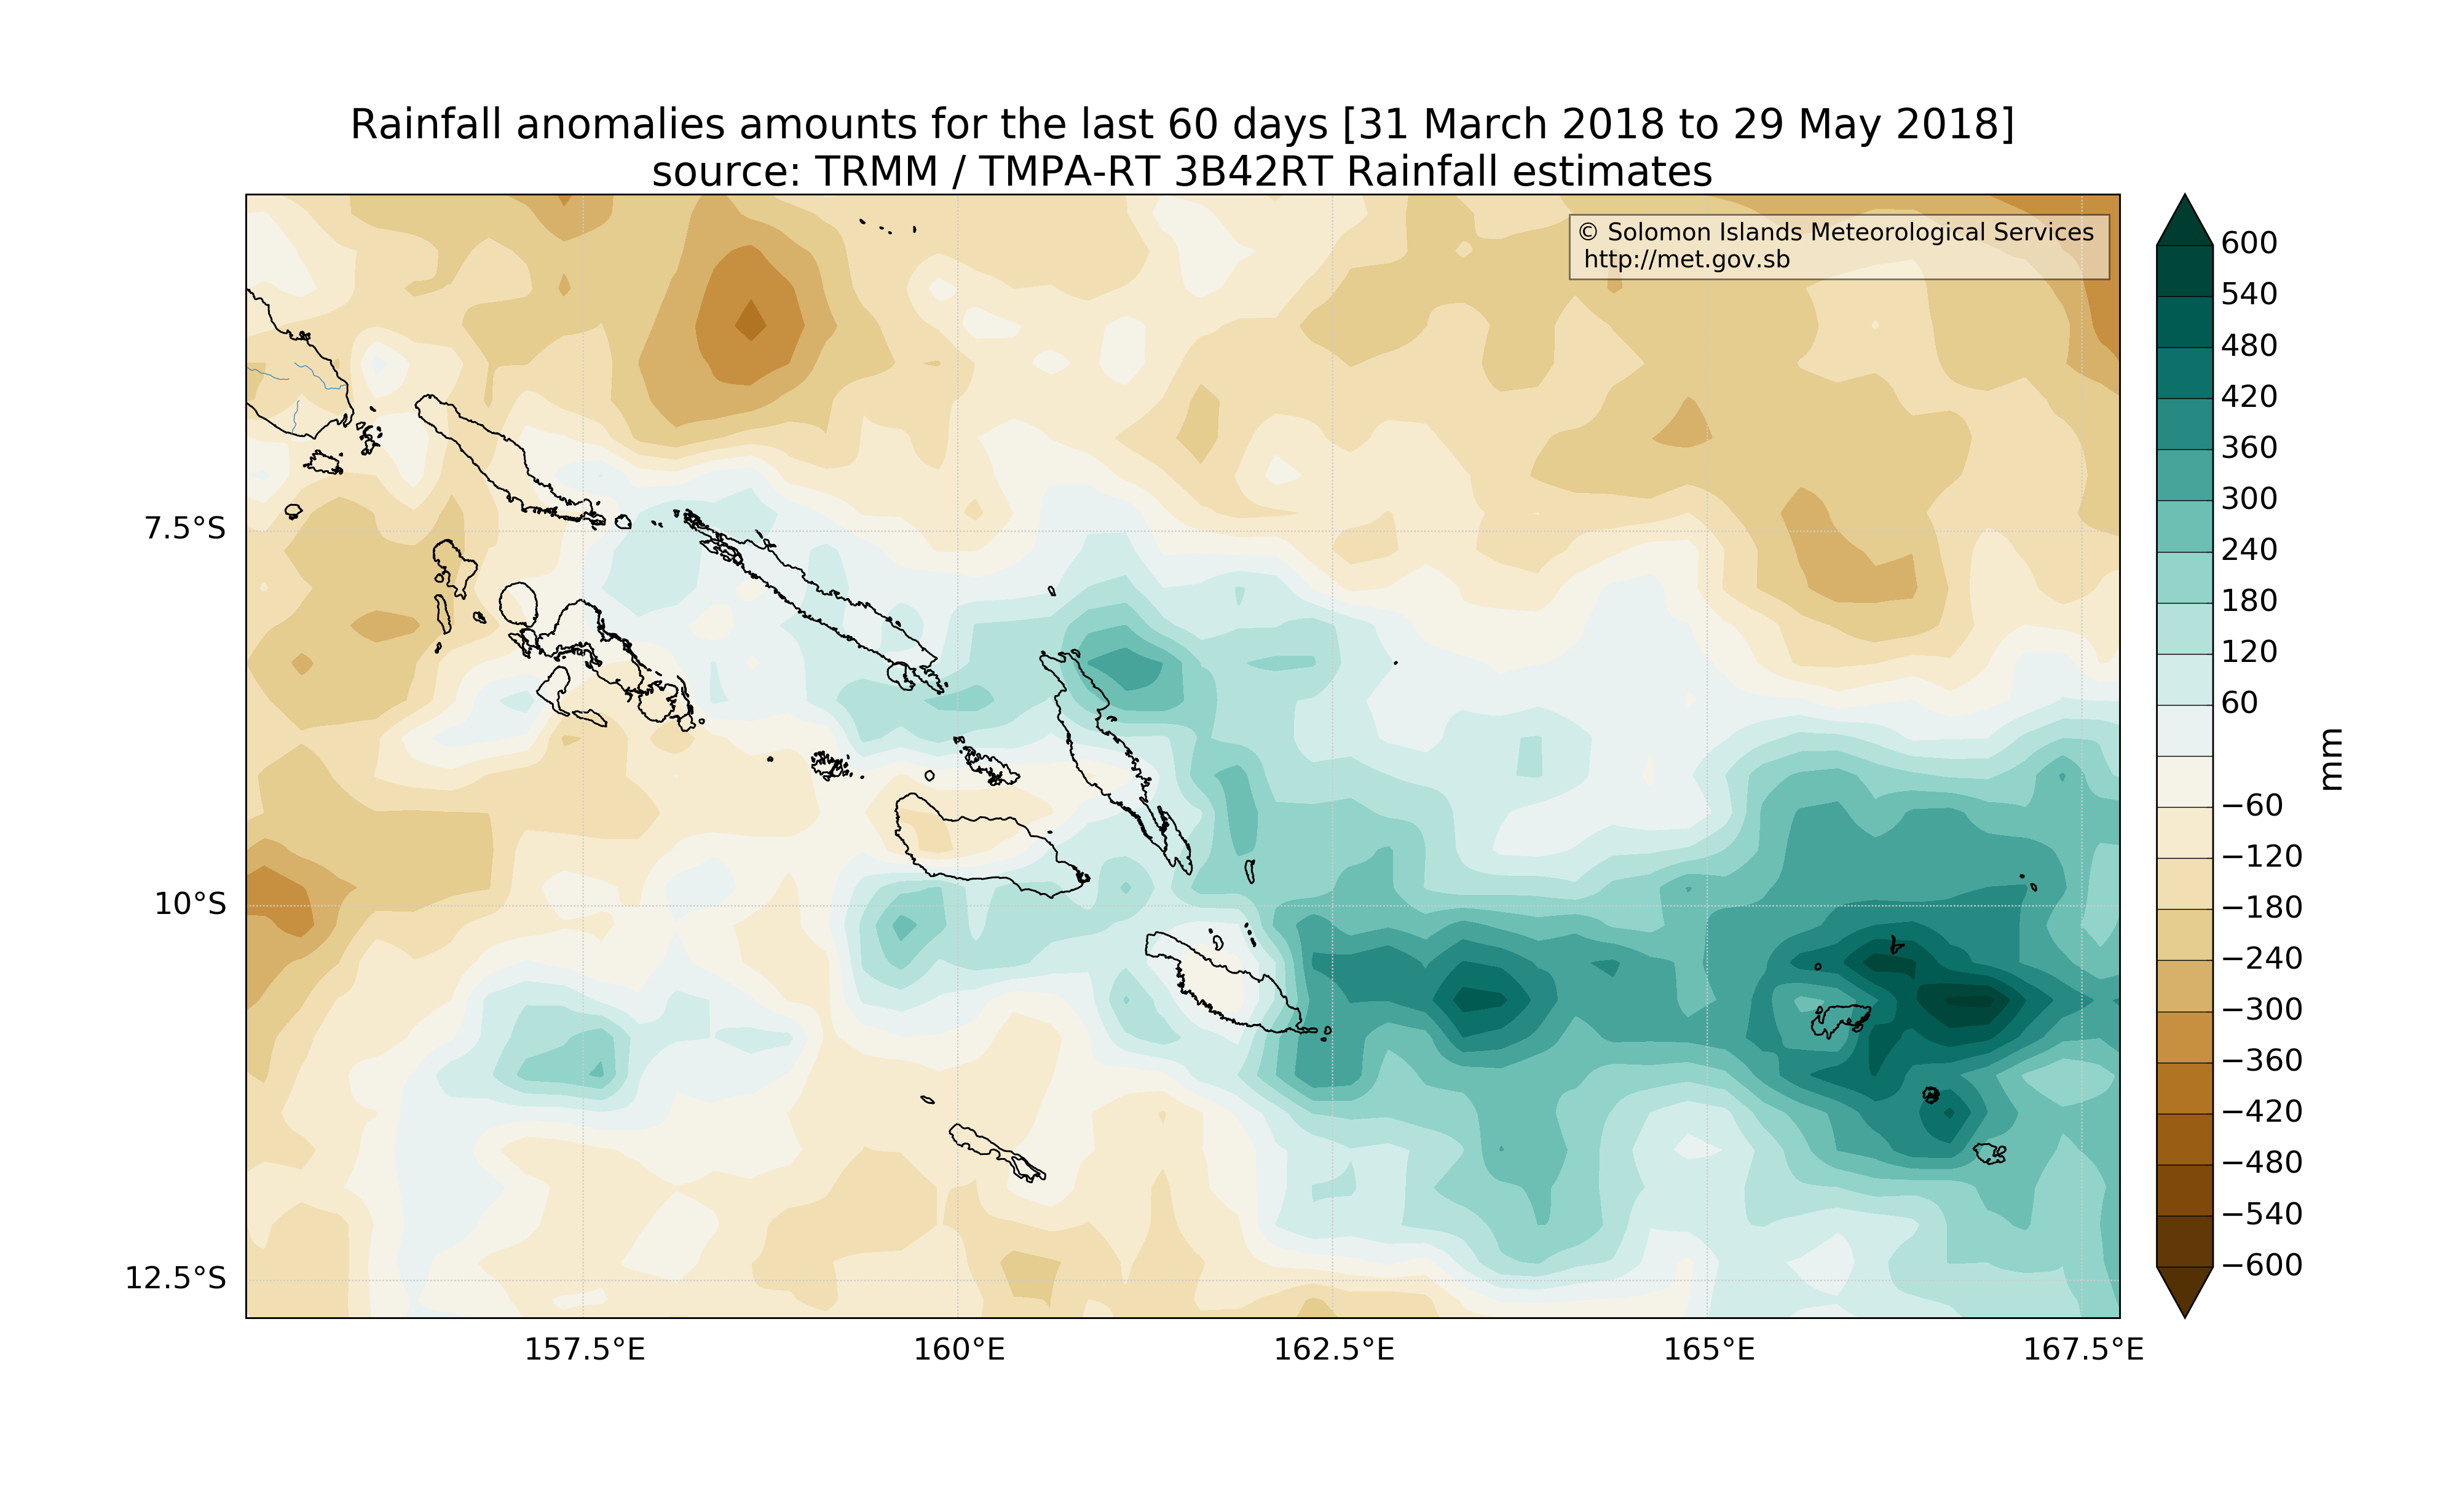 Rainfall anomalies amounts for the last 60 days [31 March 2018 to 29 May 2018]
source: TRMM / TMPA-RT 3B42RT Rainfall estimates
© Solomon Islands Meteorological Services
http://met.gov.sb
7.5°S
10°S
12.5°S
157.5°E
160°E
162.5°E
165°E
167.5°E
600
540
480
420
360
300
240
180
120
60
−60
−120
−180
−240
−300
−360
−420
−480
−540
−600
mm